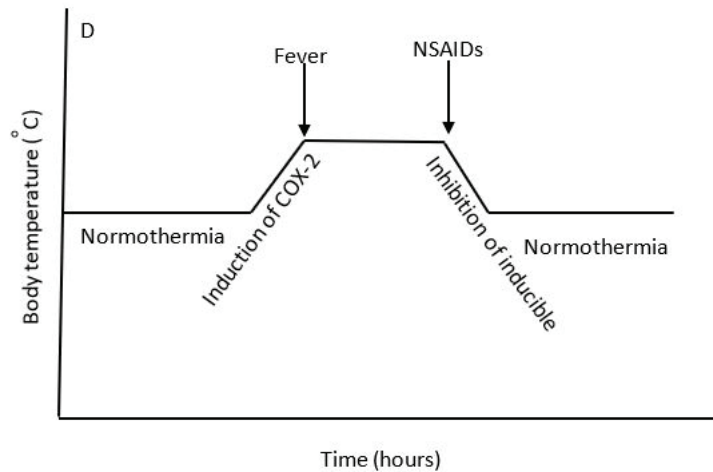 D
Fever
NSAIDs
Body temperature (°C)
Normothermia
Induction of COX-2
Inhibition of inducible
Normothermia
Time (hours)